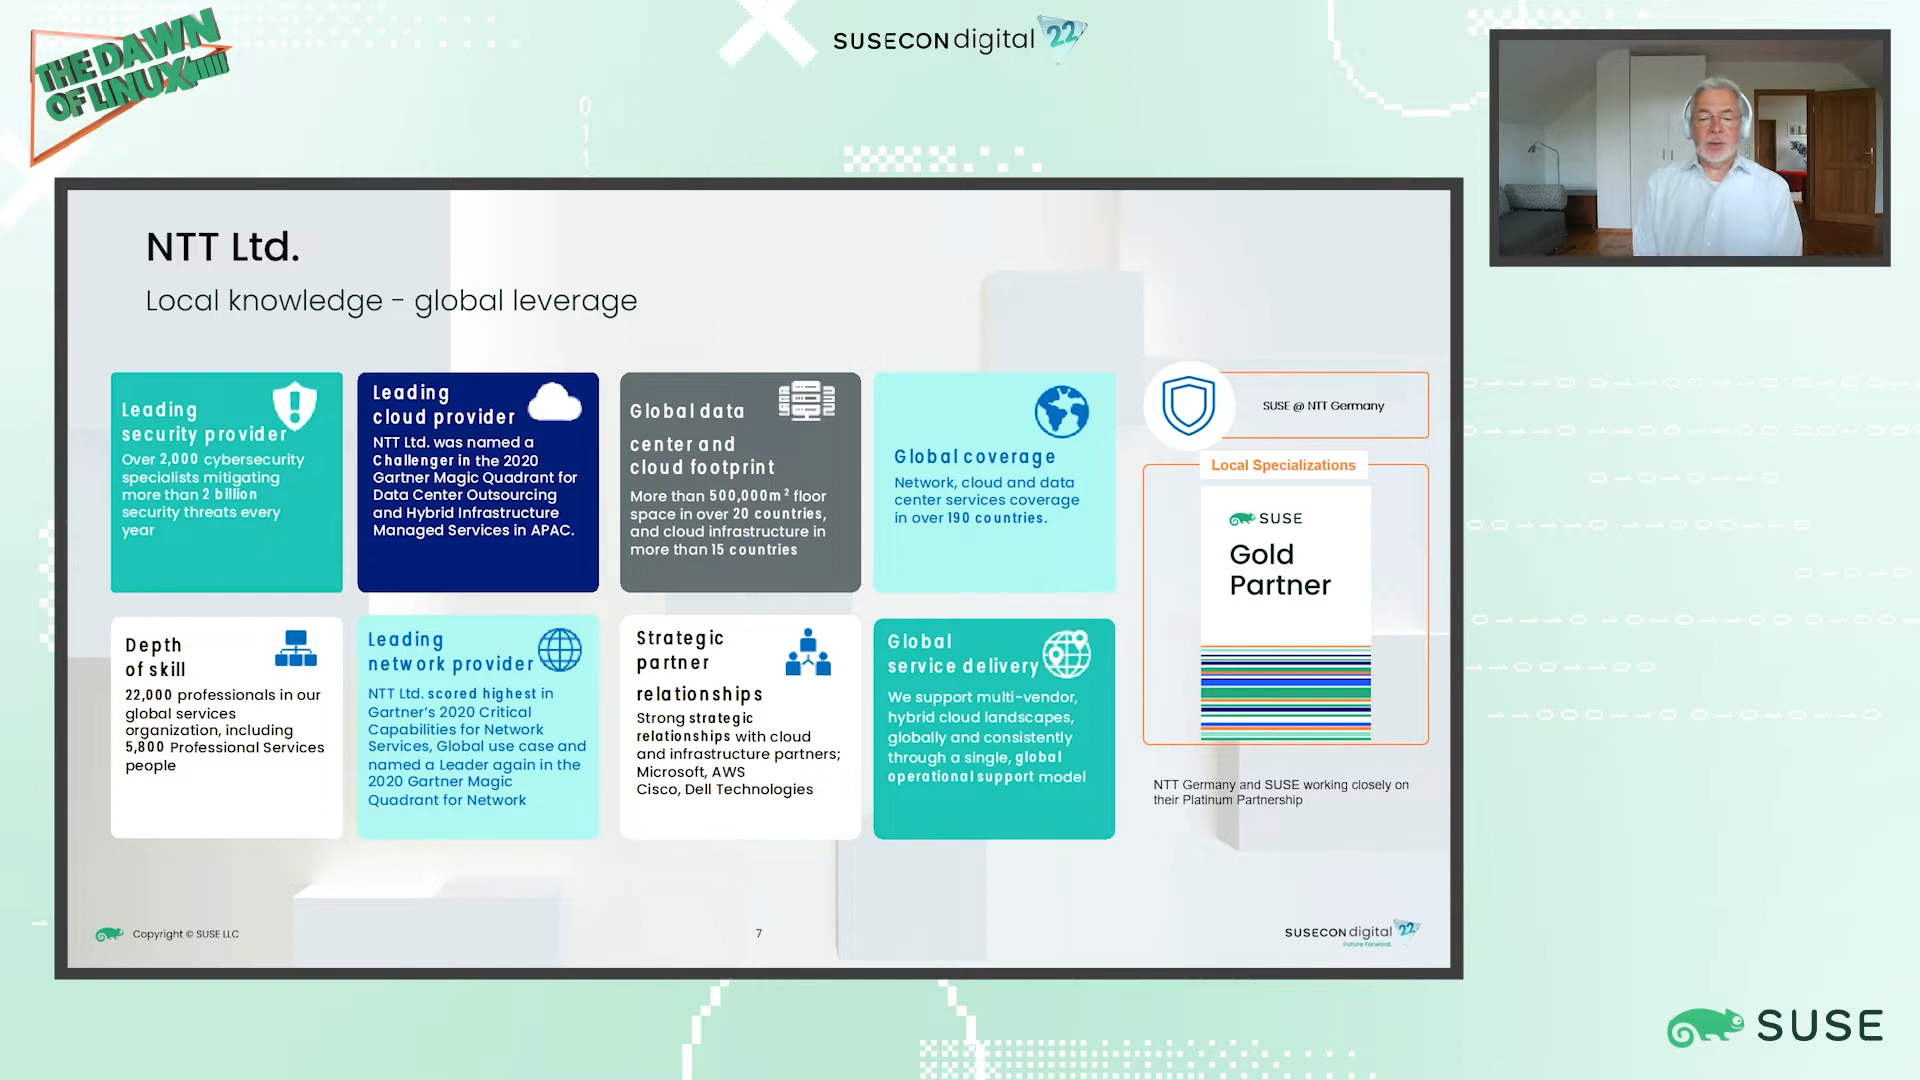 THE DAWN
OF LINUX
SUSECON digital 22
NTT Ltd.
Local knowledge - global leverage
Leading
security provider
Over 2,000 cybersecurity
specialists mitigating
more than 2 billion
security threats every
year
Leading
cloud provider
NTT Ltd. was named a
Challenger in the 2020
Gartner Magic Quadrant for
Data Center Outsourcing
and Hybrid Infrastructure
Managed Services in APAC.
Global data
center and
cloud footprint
More than 500,000m² floor
space in over 20 countries,
and cloud infrastructure in
more than 15 countries
Global coverage
Network, cloud and data
center services coverage
in over 190 countries.
Depth
of skill
22,000 professionals in our
global services
organization, including
5,800 Professional Services
people
Leading
network provider
NTT Ltd. scored highest in
Gartner's 2020 Critical
Capabilities for Network
Services, Global use case and
named a Leader again in the
2020 Gartner Magic
Quadrant for Network
Strategic
partner
relationships
Strong strategic
relationships with cloud
and infrastructure partners;
Microsoft, AWS
Cisco, Dell Technologies
Global
service delivery
We support multi-vendor,
hybrid cloud landscapes,
globally and consistently
through a single, global
operational support model
SUSE @ NTT Germany
Local Specializations
SUSE
Gold
Partner
NTT Germany and SUSE working closely on
their Platinum Partnership
Copyright © SUSE LLC
7
SUSECON digital 22
Future Forward.
SUSE